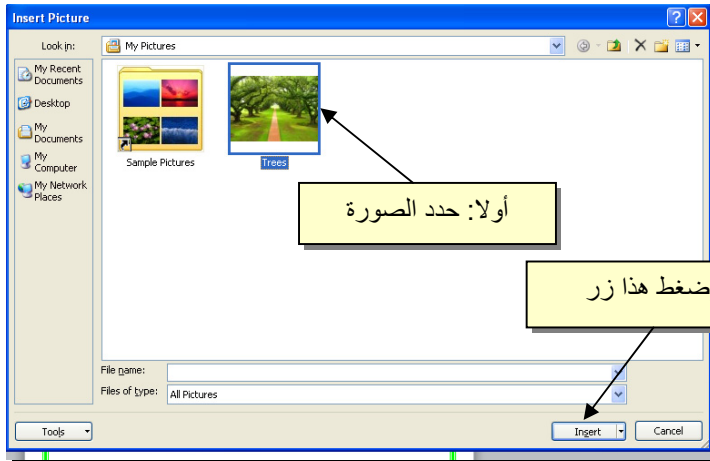 Insert Picture
Look in:
My Pictures
My Recent
Documents
Desktop
My
Documents
My
Computer
My Network
Places
Sample Pictures
Trees
أولا: حدد الصورة
ضغط هذا زر
File name:
Files of type:
All Pictures
Tools
Insert
Cancel